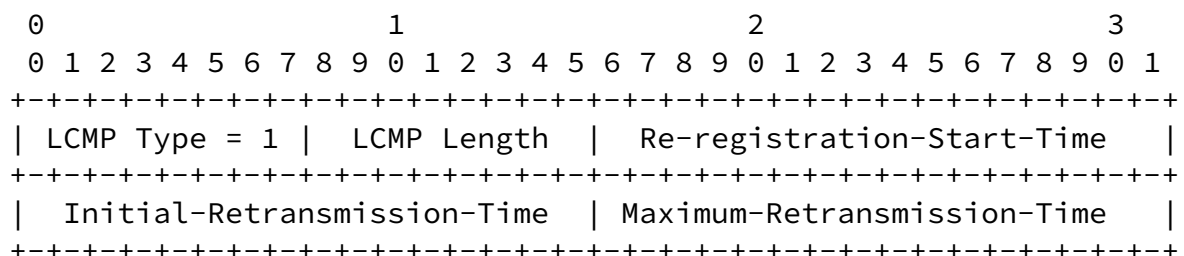 0                   1                   2                   3
 0 1 2 3 4 5 6 7 8 9 0 1 2 3 4 5 6 7 8 9 0 1 2 3 4 5 6 7 8 9 0 1
+-+-+-+-+-+-+-+-+-+-+-+-+-+-+-+-+-+-+-+-+-+-+-+-+-+-+-+-+-+-+-+-+
| LCMP Type = 1 |  LCMP Length  |  Re-registration-Start-Time   |
+-+-+-+-+-+-+-+-+-+-+-+-+-+-+-+-+-+-+-+-+-+-+-+-+-+-+-+-+-+-+-+-+
|  Initial-Retransmission-Time  | Maximum-Retransmission-Time   |
+-+-+-+-+-+-+-+-+-+-+-+-+-+-+-+-+-+-+-+-+-+-+-+-+-+-+-+-+-+-+-+-+